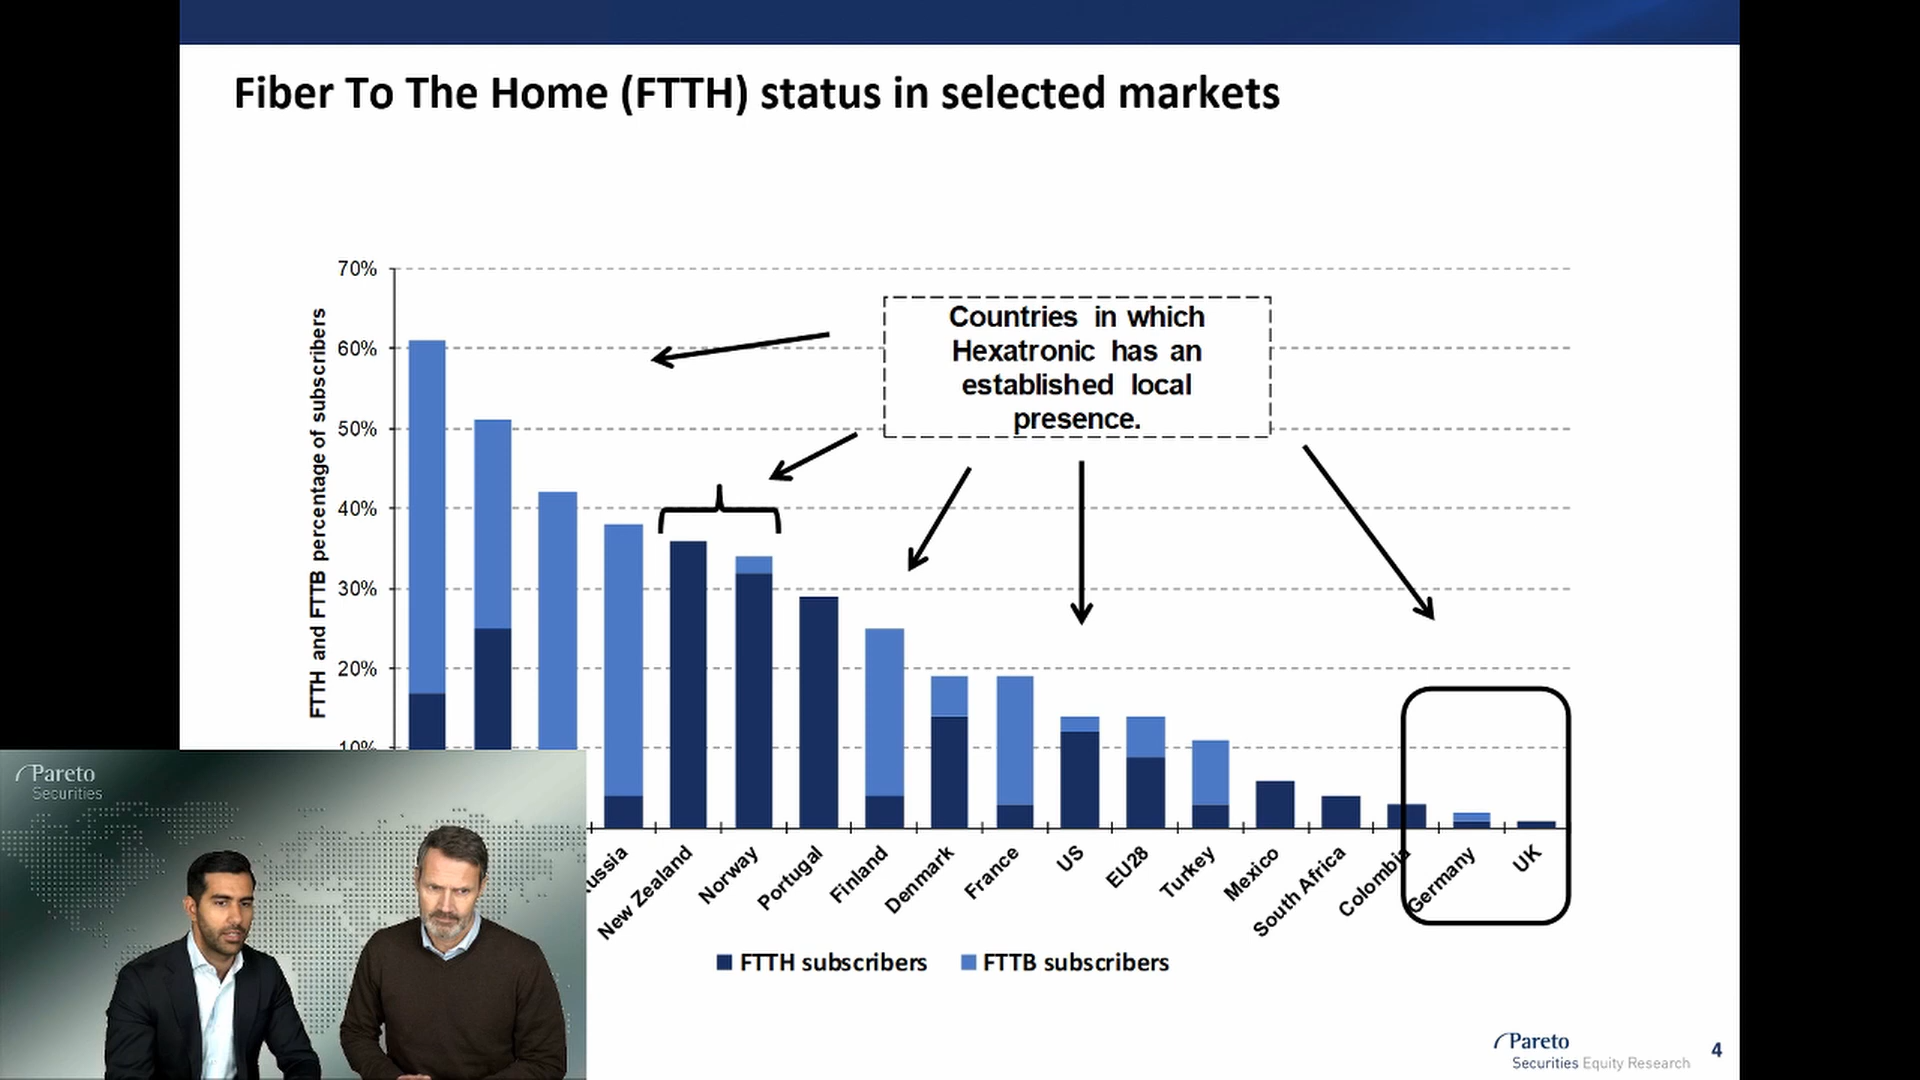 Fiber To The Home (FTTH) status in selected markets
FTTH and FTTB percentage of subscribers
70%
60%
50%
40%
30%
20%
10%
Countries in which
Hexatronic has an
established local
presence.
New Zealand
Norway
Portugal
Finland
Denmark
France
US
EU28
Turkey
Mexico
South Africa
Colombia
Germany
UK
FTTH subscribers
FTTB subscribers
Pareto
Securities
Pareto
Securities Equity Research
4